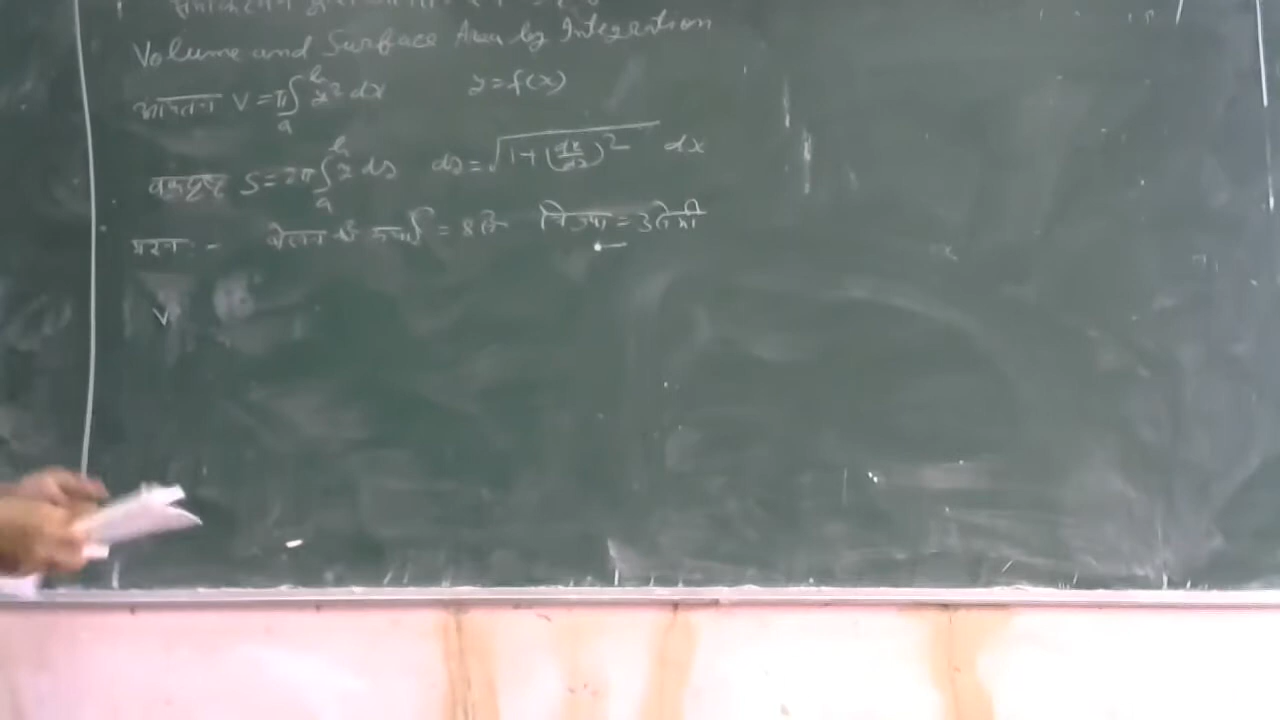 Volume and Surface Area by Integration
आयतन V = π∫ₐᵇ y² dx y = f(x)
वक्रपृष्ठ S = 2π∫ₐᵇ y ds ds = √(1+(dy/dx)²) dx
प्रश्न :- बेलन की ऊँचाई = 8 त्रिज्या = 3 सेमी
V